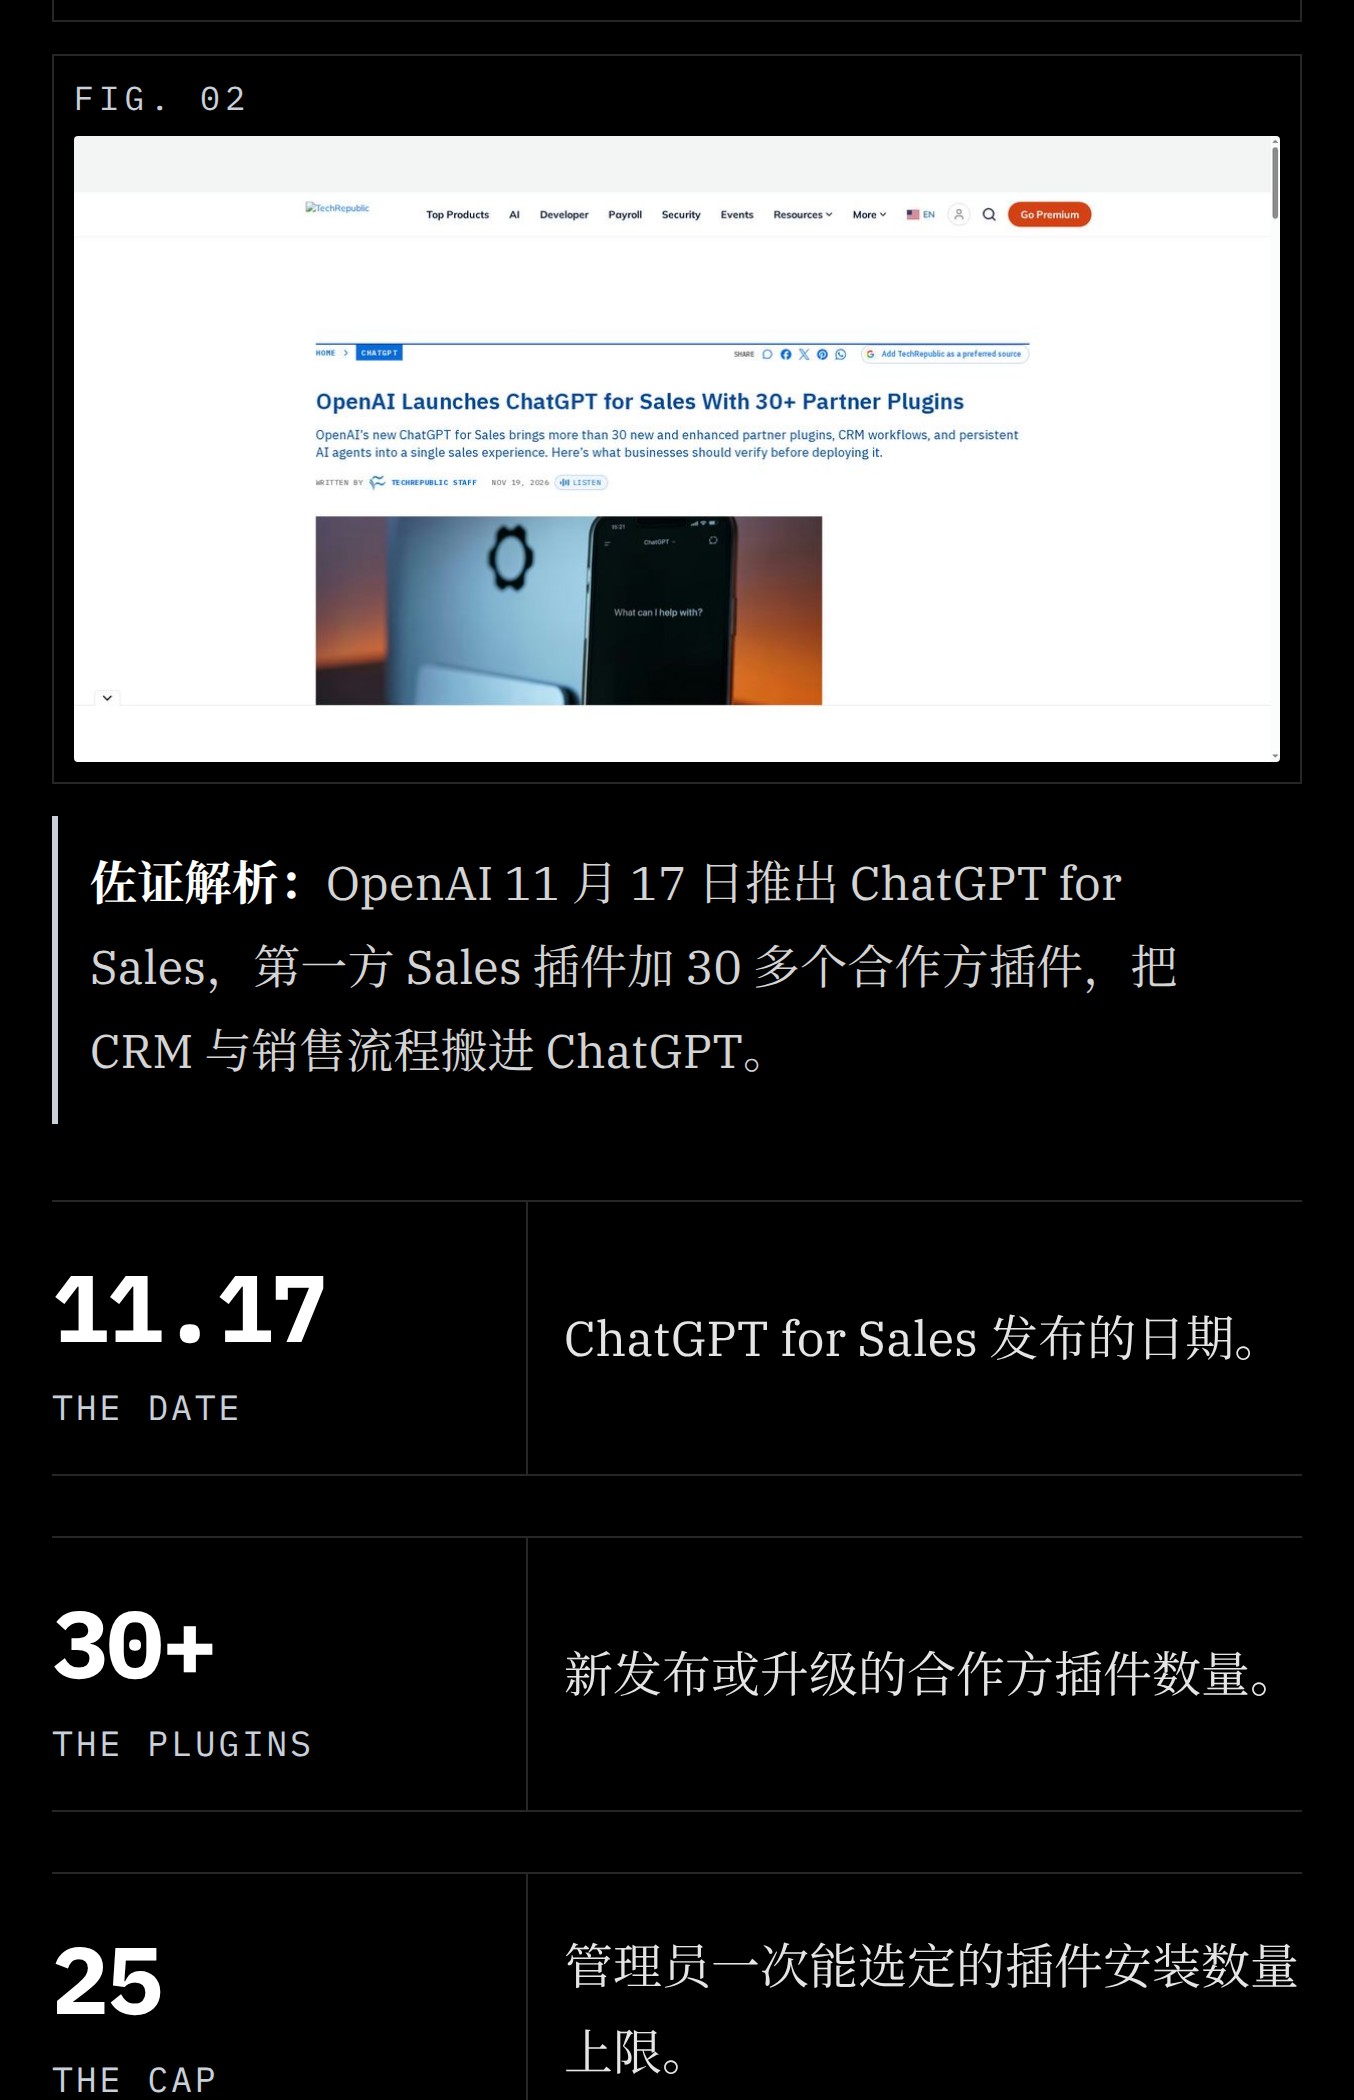 FIG. 02
TechRepublic
Top Products AI Developer Payroll Security Events Resources More EN Go Premium
HOME > CHATGPT
SHARE Add TechRepublic as a preferred source
OpenAI Launches ChatGPT for Sales With 30+ Partner Plugins
OpenAI's new ChatGPT for Sales brings more than 30 new and enhanced partner plugins, CRM workflows, and persistent
AI agents into a single sales experience. Here's what businesses should verify before deploying it.
WRITTEN BY TECHREPUBLIC STAFF NOV 19, 2026 LISTEN
15:21
ChatGPT
What can I help with?
佐证解析：OpenAI 11 月 17 日推出 ChatGPT for
Sales，第一方 Sales 插件加 30 多个合作方插件，把
CRM 与销售流程搬进 ChatGPT。
11.17
THE DATE
ChatGPT for Sales 发布的日期。
30+
THE PLUGINS
新发布或升级的合作方插件数量。
25
THE CAP
管理员一次能选定的插件安装数量
上限。